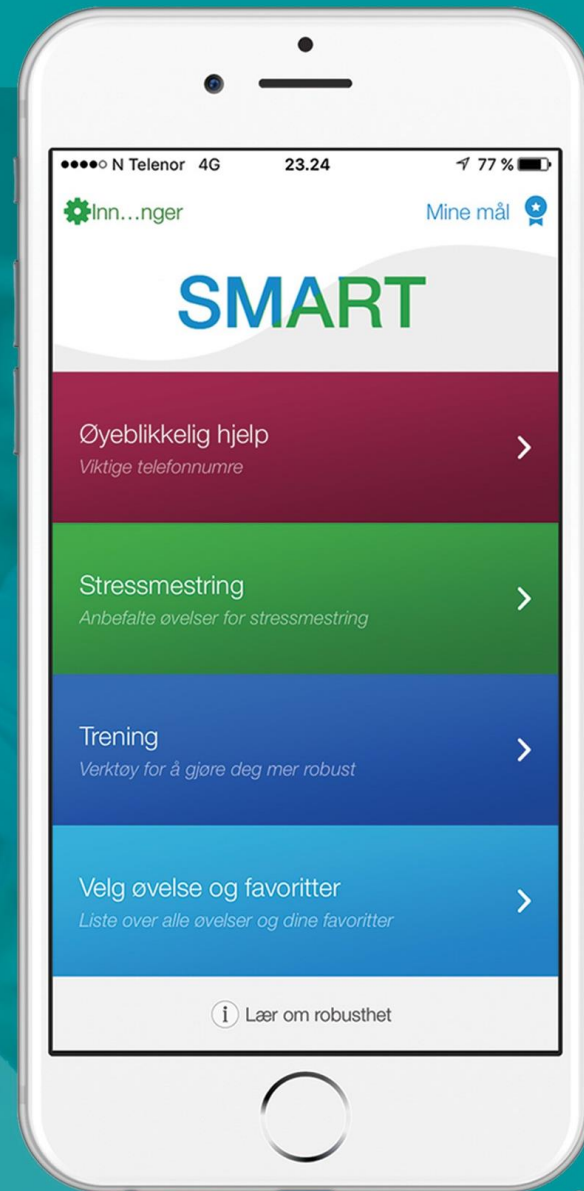 N Telenor 4G 23.24 77 %
Inn…nger Mine mål
SMART
Øyeblikkelig hjelp
Viktige telefonnumre
Stressmestring
Anbefalte øvelser for stressmestring
Trening
Verktøy for å gjøre deg mer robust
Velg øvelse og favoritter
Liste over alle øvelser og dine favoritter
i Lær om robusthet